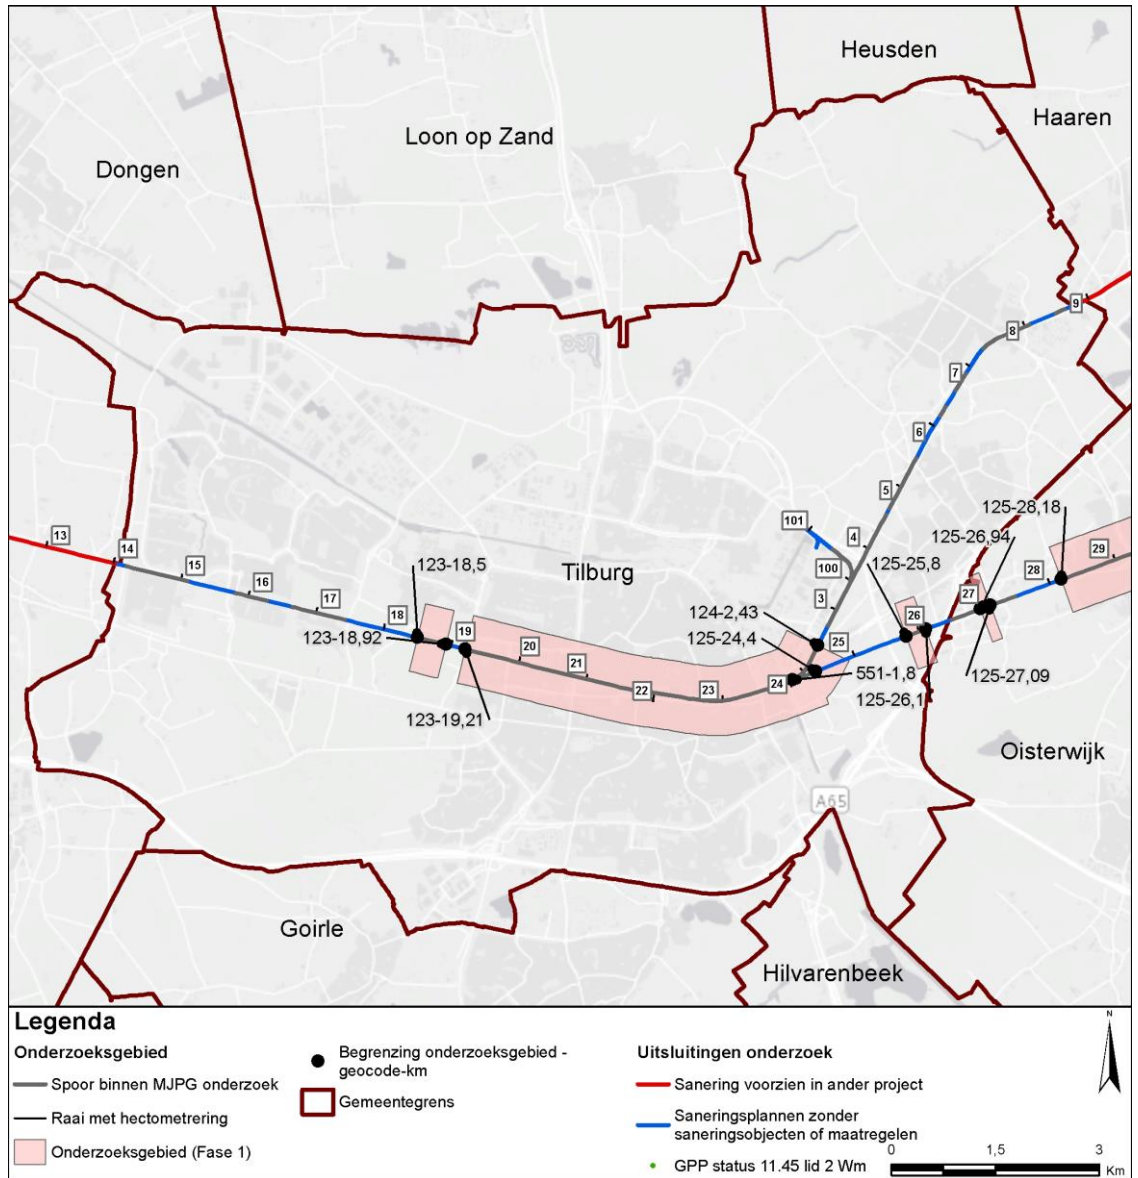 Heusden
Haaren
Loon op Zand
Dongen
9
8
7
6
5
125-28,18
101
13
14
4
125-26,94
29
15
123-18,5
Tilburg
100
125-25,8
28
16
17
3
27
18
124-2,43
26
123-18,92
19
125-24,4
25
20
21
551-1,8
125-27,09
22
23
24
125-26,1
123-19,21
Oisterwijk
A65
Goirle
Hilvarenbeek
Legenda
Onderzoeksgebied
Spoor binnen MJPG onderzoek
Raai met hectometrering
Onderzoeksgebied (Fase 1)
Begrenzing onderzoeksgebied -
geocode-km
Gemeentegrens
Uitsluitingen onderzoek
Sanering voorzien in ander project
Saneringsplannen zonder
saneringsobjecten of maatregelen
GPP status 11.45 lid 2 Wm
N
0 1,5 3
Km